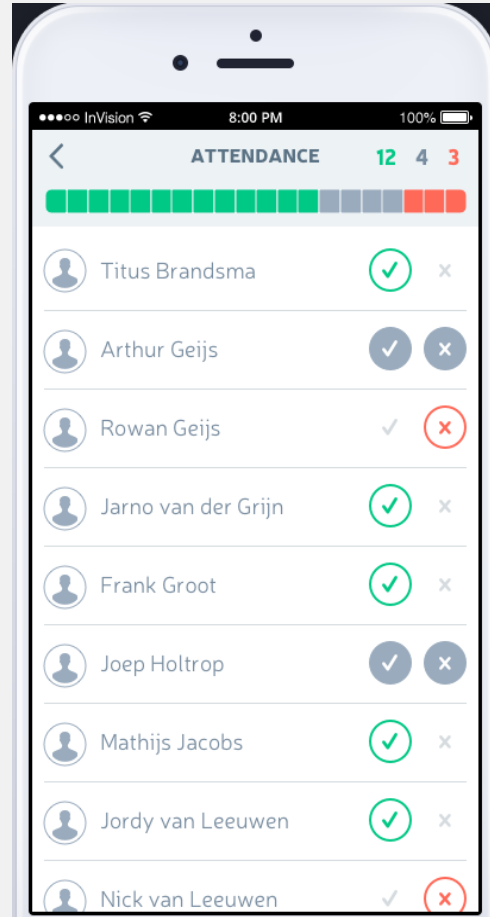 InVision 8:00 PM 100%
ATTENDANCE 12 4 3
Titus Brandsma
Arthur Geijs
Rowan Geijs
Jarno van der Grijn
Frank Groot
Joep Holtrop
Mathijs Jacobs
Jordy van Leeuwen
Nick van Leeuwen